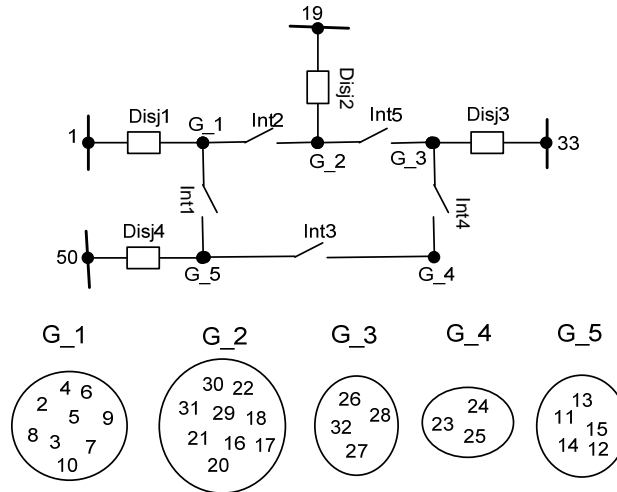 19
Disj2
Disj1
G_1
Int2
Int5
Disj3
1
G_2
G_3
33
Int1
Int4
Disj4
Int3
50
G_5
G_4
G_1
G_2
G_3
G_4
G_5
4 6
2
5
9
8 3 7
10
30 22
31 29 18
21 16 17
20
26
28
32
27
24
23
25
13
11
15
14 12